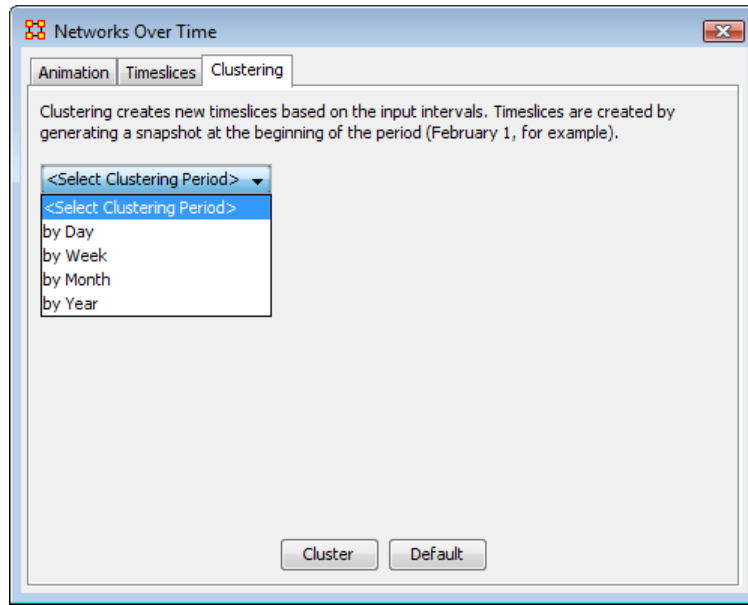 Networks Over Time
Animation Timeslices Clustering
Clustering creates new timeslices based on the input intervals. Timeslices are created by
generating a snapshot at the beginning of the period (February 1, for example).
<Select Clustering Period>
<Select Clustering Period>
by Day
by Week
by Month
by Year
Cluster Default